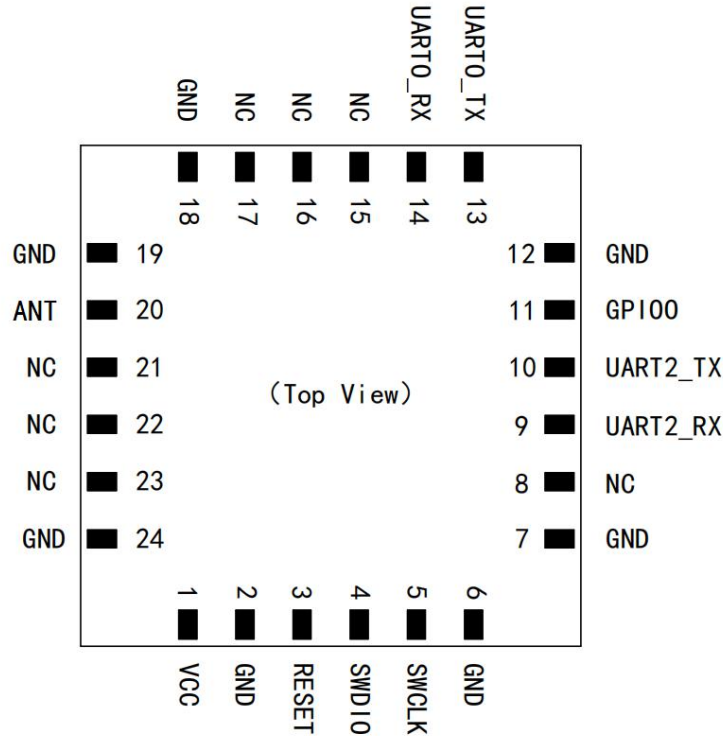 GND
NC
NC
NC
UART0_RX
UART0_TX
18
17
16
15
14
13
GND 19
12 GND
ANT 20
11 GPIO0
NC 21
10 UART2_TX
(Top View)
NC 22
9 UART2_RX
NC 23
8 NC
GND 24
7 GND
1
2
3
4
5
6
VCC
GND
RESET
SWDIO
SWCLK
GND